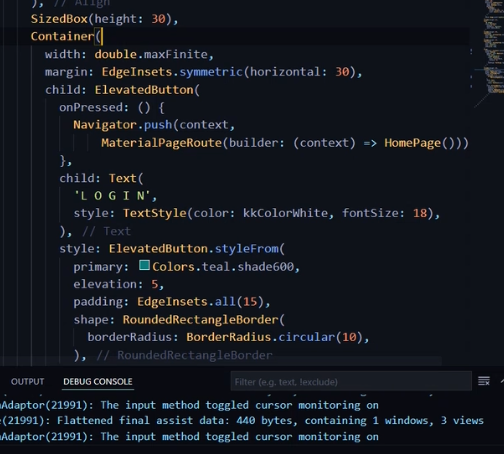 ), // Align
SizedBox(height: 30),
Container(
width: double.maxFinite,
margin: EdgeInsets.symmetric(horizontal: 30),
child: ElevatedButton(
onPressed: () {
Navigator.push(context,
MaterialPageRoute(builder: (context) => HomePage()))
},
child: Text(
'L O G I N',
style: TextStyle(color: kkColorWhite, fontSize: 18),
), // Text
style: ElevatedButton.styleFrom(
primary: Colors.teal.shade600,
elevation: 5,
padding: EdgeInsets.all(15),
shape: RoundedRectangleBorder(
borderRadius: BorderRadius.circular(10),
), // RoundedRectangleBorder
OUTPUT DEBUG CONSOLE Filter (e.g. text, !exclude)
nAdaptor(21991): The input method toggled cursor monitoring on
e(21991): Flattened final assist data: 440 bytes, containing 1 windows, 3 views
nAdaptor(21991): The input method toggled cursor monitoring on